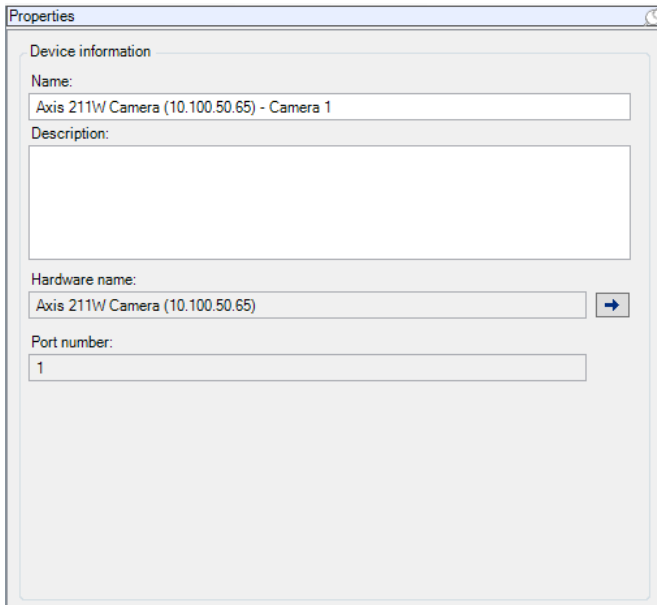 Properties
Device information
Name:
Axis 211W Camera (10.100.50.65) - Camera 1
Description:
Hardware name:
Axis 211W Camera (10.100.50.65)
Port number:
1